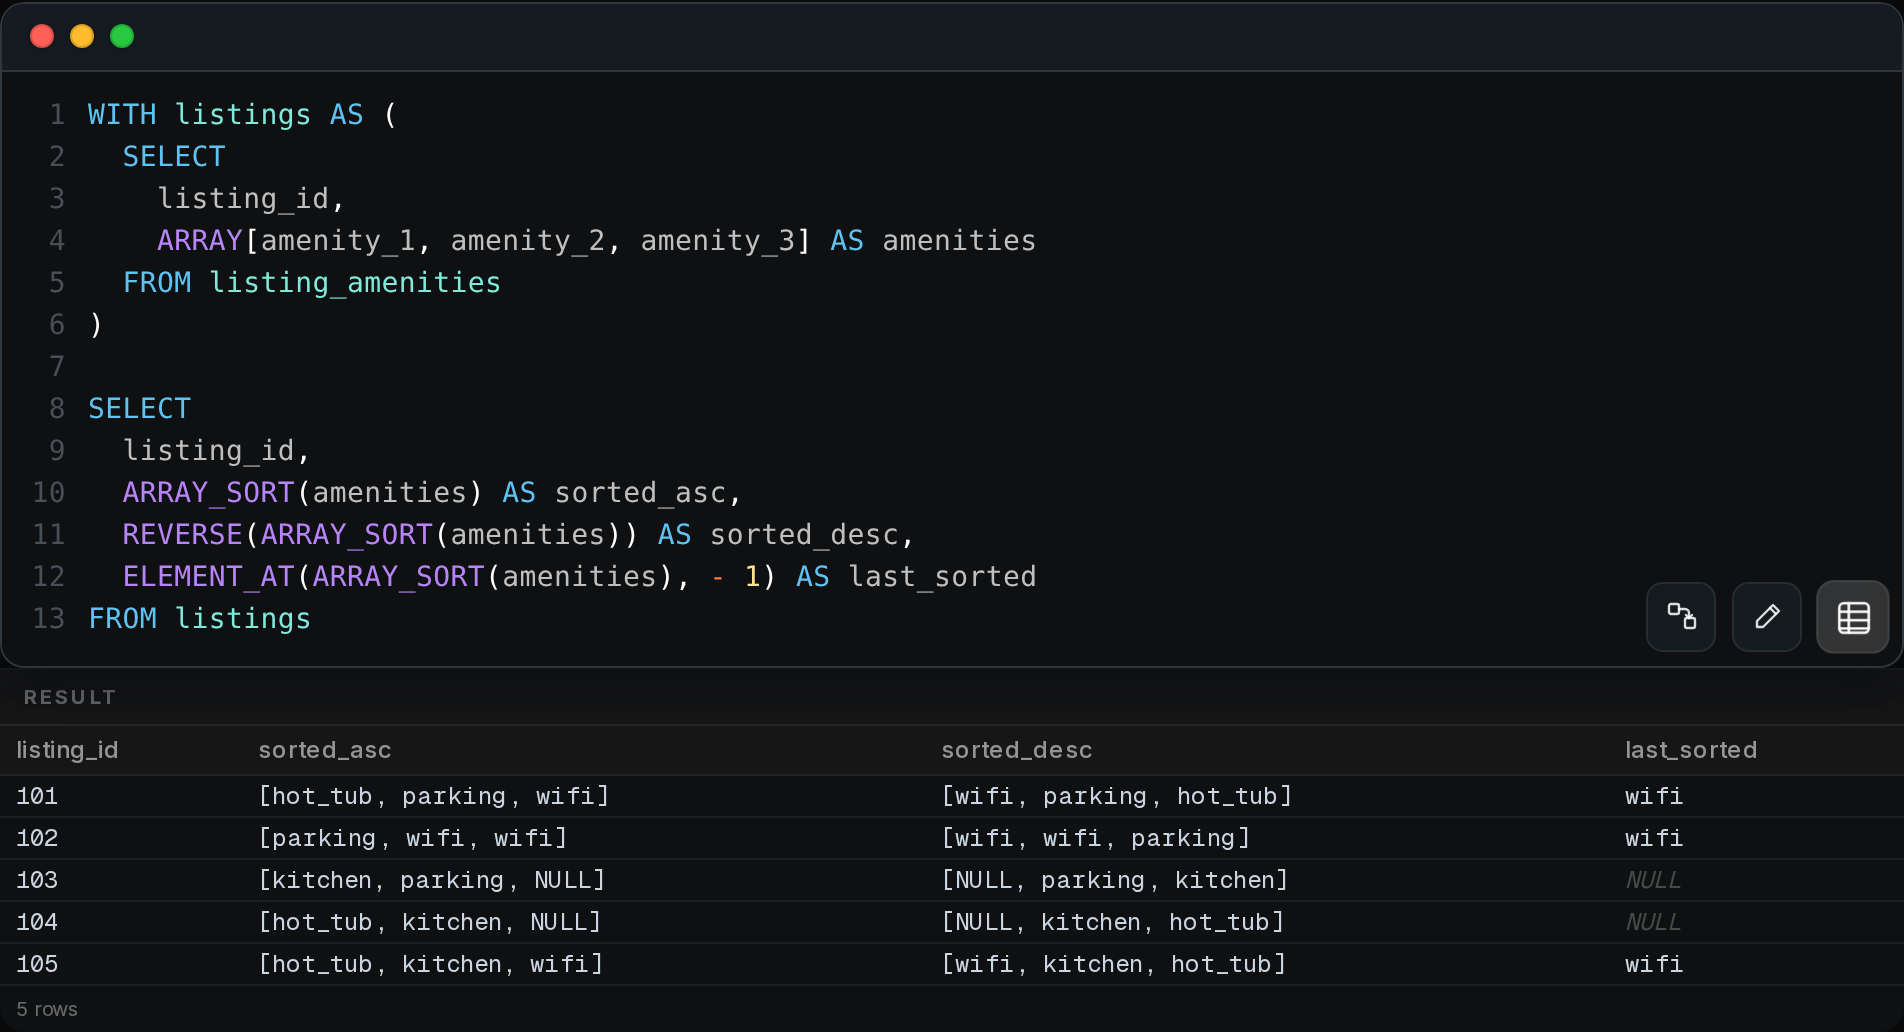 1 WITH listings AS (
2   SELECT
3     listing_id,
4     ARRAY[amenity_1, amenity_2, amenity_3] AS amenities
5   FROM listing_amenities
6 )
7
8 SELECT
9   listing_id,
10   ARRAY_SORT(amenities) AS sorted_asc,
11   REVERSE(ARRAY_SORT(amenities)) AS sorted_desc,
12   ELEMENT_AT(ARRAY_SORT(amenities), - 1) AS last_sorted
13 FROM listings
RESULT
listing_id sorted_asc sorted_desc last_sorted
101 [hot_tub, parking, wifi] [wifi, parking, hot_tub] wifi
102 [parking, wifi, wifi] [wifi, wifi, parking] wifi
103 [kitchen, parking, NULL] [NULL, parking, kitchen] NULL
104 [hot_tub, kitchen, NULL] [NULL, kitchen, hot_tub] NULL
105 [hot_tub, kitchen, wifi] [wifi, kitchen, hot_tub] wifi
5 rows